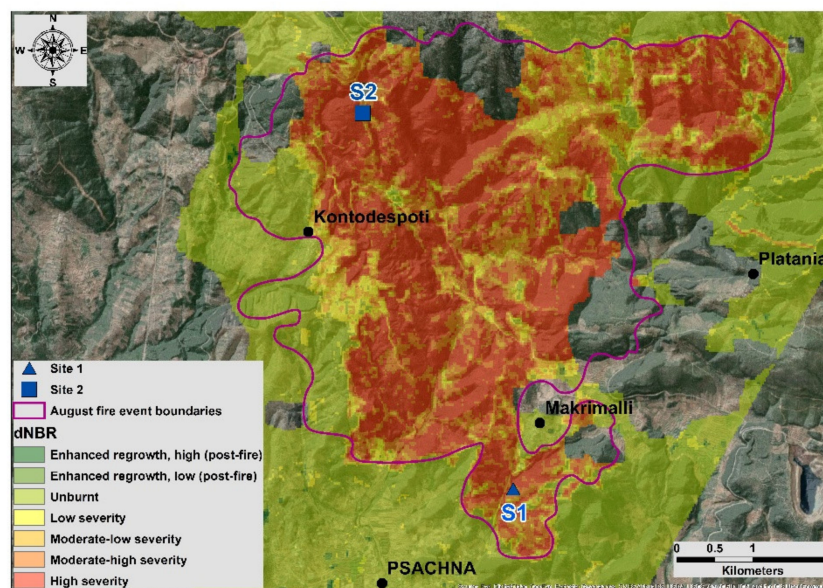 N
W E
S
S2
Kontodespoti
Platania
Makrimalli
S1
PSACHNA
Site 1
Site 2
August fire event boundaries
dNBR
Enhanced regrowth, high (post-fire)
Enhanced regrowth, low (post-fire)
Unburnt
Low severity
Moderate-low severity
Moderate-high severity
High severity
0 0.5 1
Kilometers